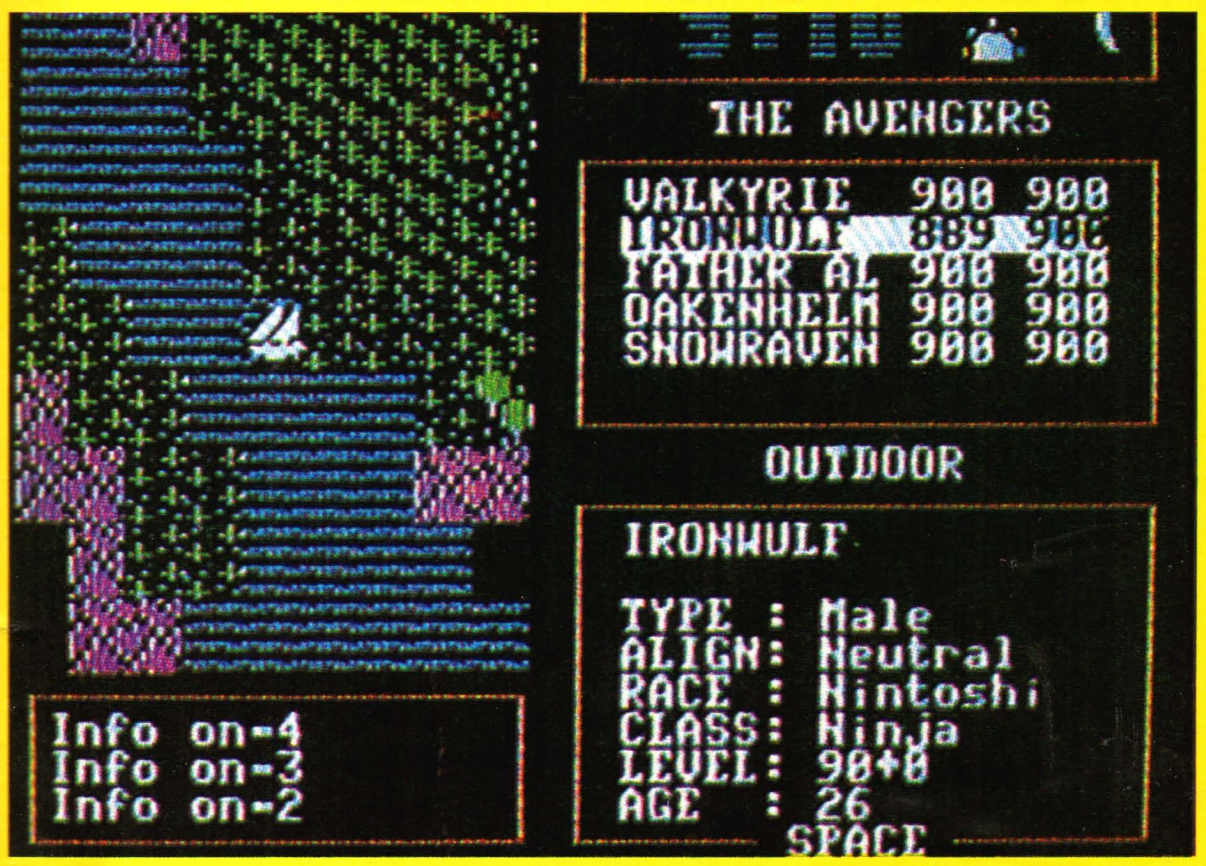 THE AVENGERS
VALKYRIE 900 900
IRONWULF 889 900
FATHER AL 900 900
OAKENHELM 900 900
SNOWRAVEN 900 900
OUTDOOR
IRONWULF
TYPE : Male
ALIGN: Neutral
RACE : Nintoshi
CLASS: Ninja
LEVEL: 90+0
AGE : 26
SPACE
Info on-4
Info on-3
Info on-2